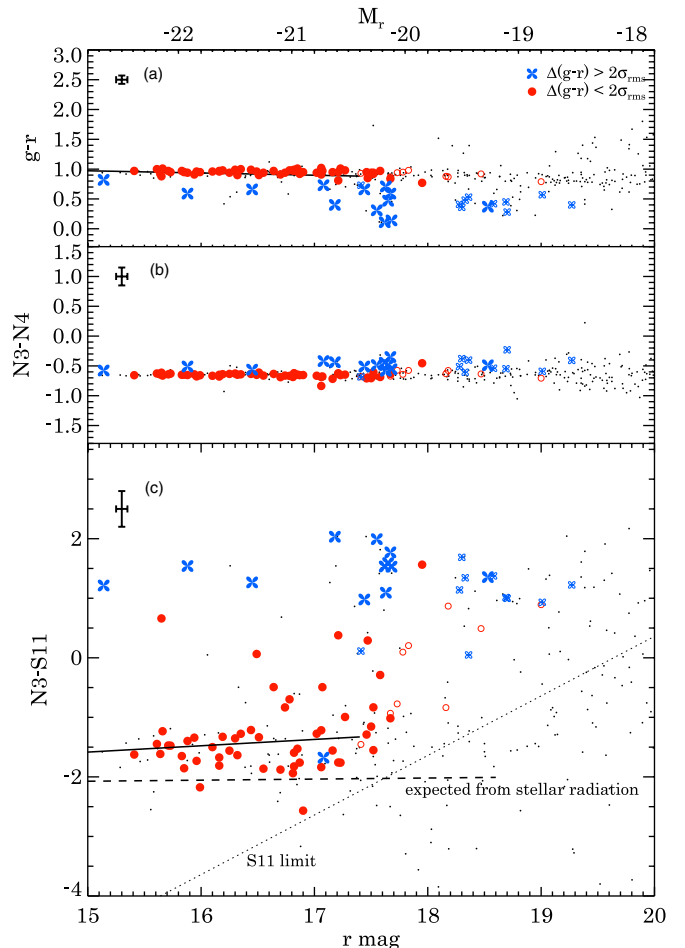 M_r
-22 -21 -20 -19 -18
3.0
2.5
2.0
1.5
1.0
0.5
0.0
g-r
(a)
Δ(g-r) > 2σ_rms
Δ(g-r) < 2σ_rms
1.5
1.0
0.5
0.0
-0.5
-1.0
-1.5
N3-N4
(b)
2
0
-2
-4
N3-S11
(c)
expected from stellar radiation
S11 limit
15 16 17 18 19 20
r mag